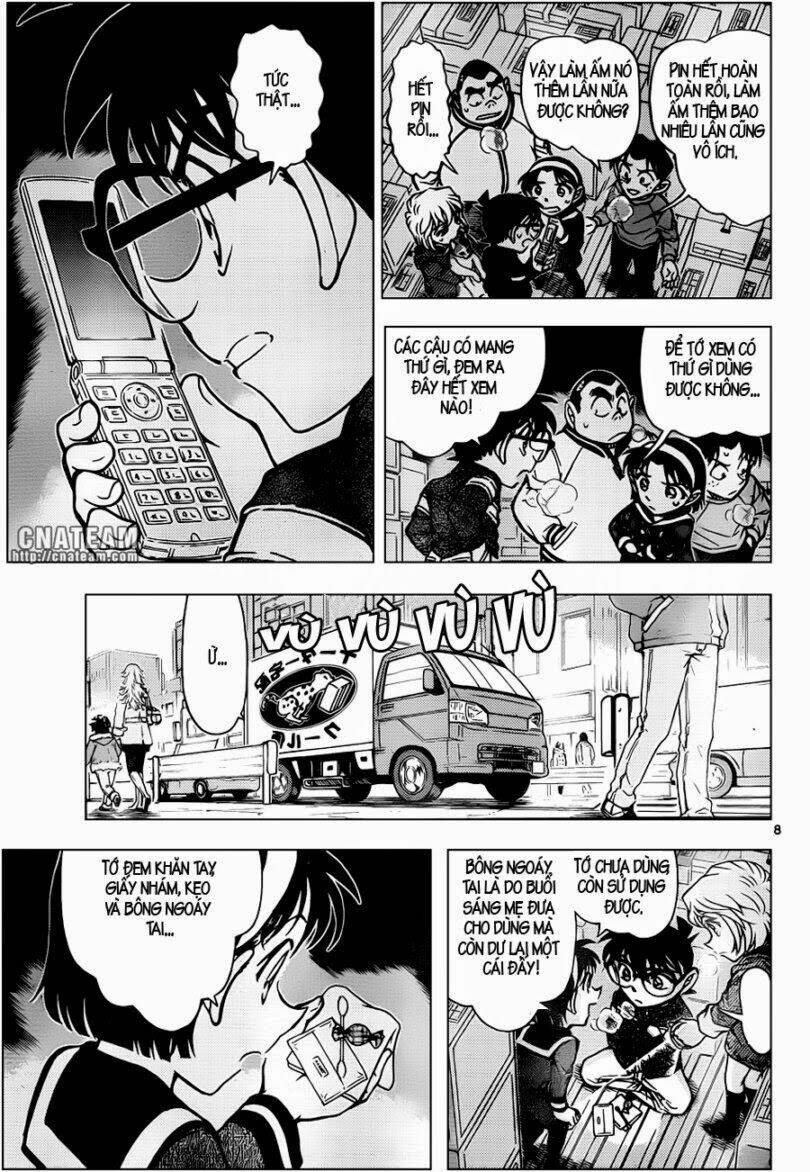 PIN HẾT HOÀN
TOÀN RỒI, LÀM
ẤM THÊM BAO
NHIÊU LẦN CŨNG
VÔ ÍCH.
VẬY LÀM ẤM NÓ
THÊM LẦN NỮA
ĐƯỢC KHÔNG?
HẾT
PIN
RỒI...
TỨC
THẬT...
ĐỂ TỚ XEM CÓ
THỨ GÌ DÙNG
ĐƯỢC KHÔNG...
CÁC CẬU CÓ MANG
THỨ GÌ, ĐEM RA
ĐÂY HẾT XEM
NÀO!
CNATEAM
http://cnateam.com
VÙ VÙ VÙ VÙ
Ừ...
8
TỚ CHƯA DÙNG,
CÒN SỬ DỤNG
ĐƯỢC.
BÔNG NGOÁY
TAI LÀ DO BUỔI
SÁNG MẸ ĐƯA
CHO DÙNG MÀ
CÒN DƯ LẠI MỘT
CÁI ĐẤY!
TỚ ĐEM KHĂN TAY,
GIẤY NHÁM, KẸO
VÀ BÔNG NGOÁY
TAI...